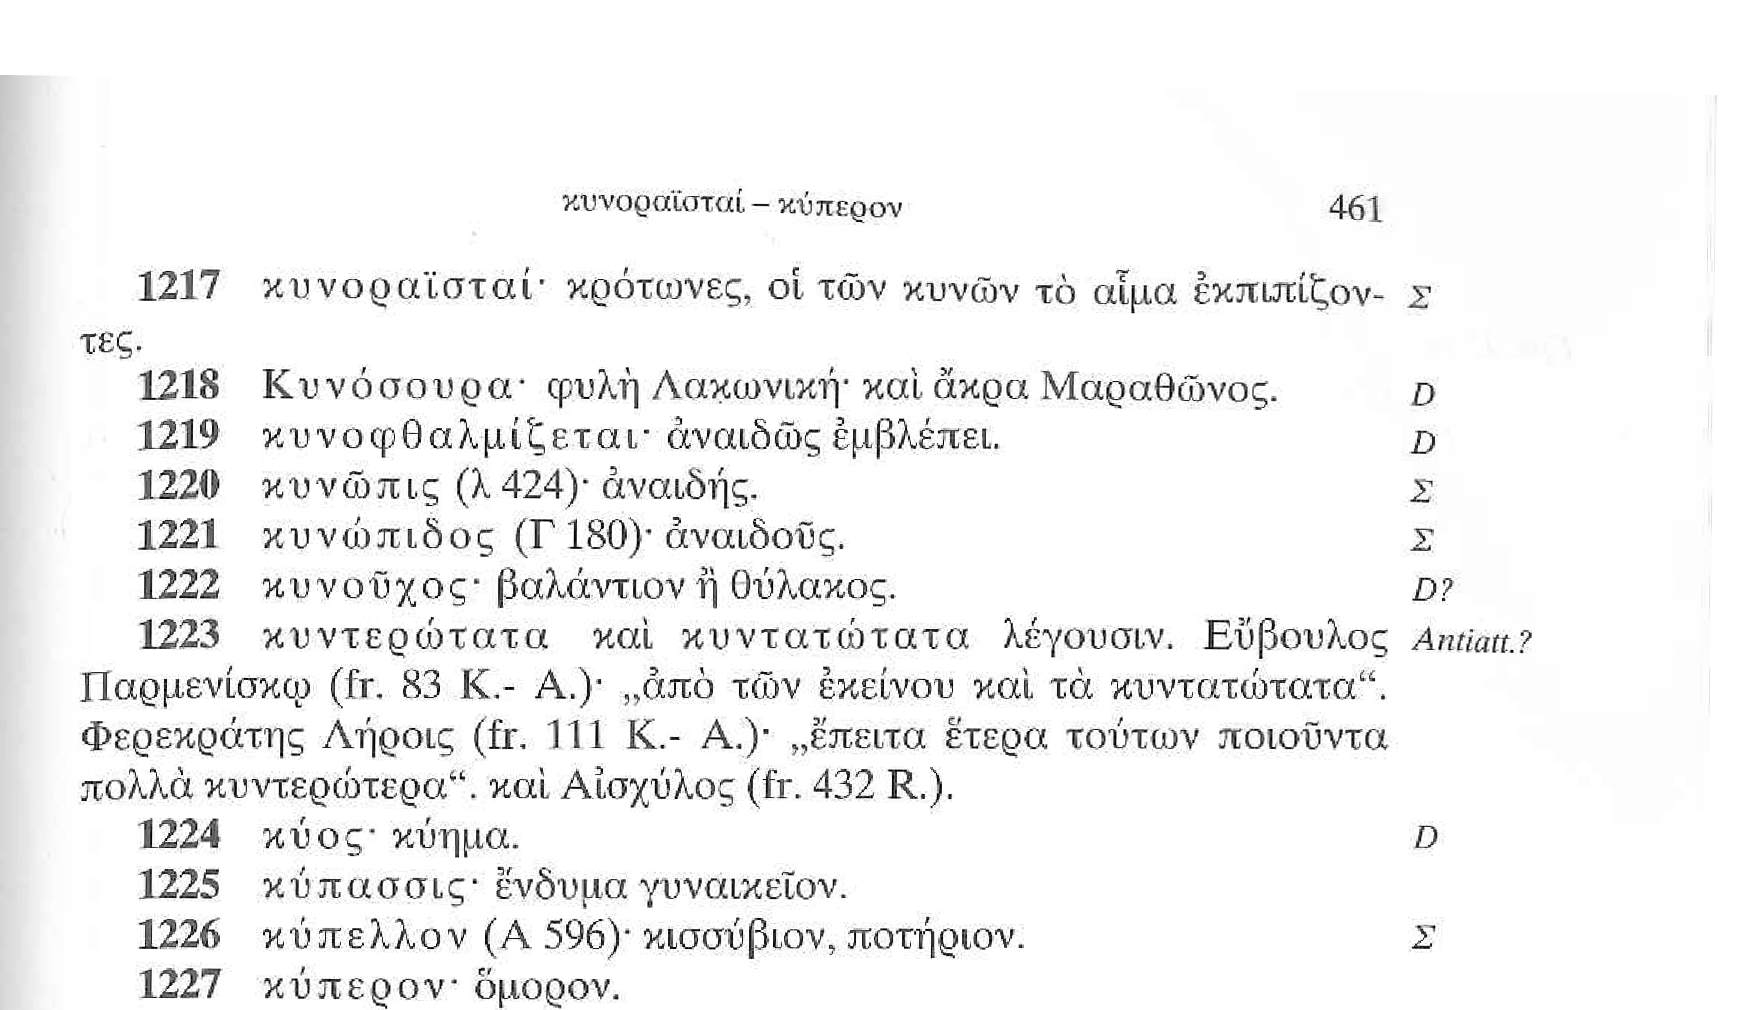 κυνοραϊσταί – κύπερον 461
1217 κυνοραϊσταί· κρότωνες, οἱ τῶν κυνῶν τὸ αἷμα ἐκπιπίζον- Σ
τες.
1218 Κυνόσουρα· φυλὴ Λακωνική· καὶ ἄκρα Μαραθῶνος. D
1219 κυνοφθαλμίζεται· ἀναιδῶς ἐμβλέπει. D
1220 κυνῶπις (λ 424)· ἀναιδής. Σ
1221 κυνώπιδος (Γ 180)· ἀναιδοῦς. Σ
1222 κυνοῦχος· βαλάντιον ἢ θύλακος. D?
1223 κυντερώτατα καὶ κυντατώτατα λέγουσιν. Εὔβουλος Antiatt.?
Παρμενίσκῳ (fr. 83 K.- A.)· „ἀπὸ τῶν ἐκείνου καὶ τὰ κυντατώτατα“.
Φερεκράτης Λήροις (fr. 111 K.- A.)· „ἔπειτα ἕτερα τούτων ποιοῦντα
πολλὰ κυντερώτερα“. καὶ Αἰσχύλος (fr. 432 R.).
1224 κύος· κύημα. D
1225 κύπασσις· ἔνδυμα γυναικεῖον.
1226 κύπελλον (Α 596)· κισσύβιον, ποτήριον. Σ
1227 κύπερον· ὅμορον.